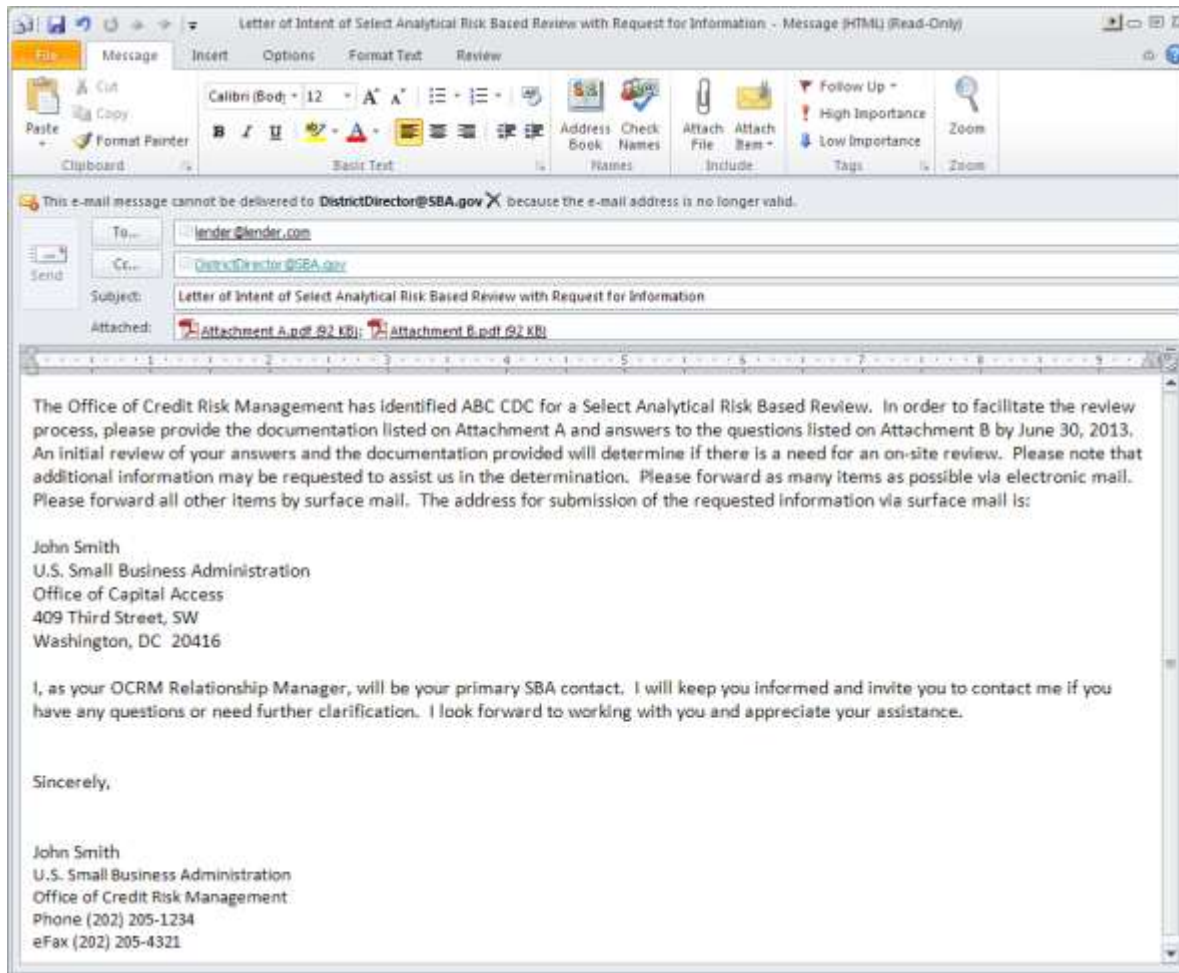 Letter of Intent of Select Analytical Risk Based Review with Request for Information - Message (HTML) (Read-Only)
File Message Insert Options Format Text Review
Cut
Copy
Format Painter
Paste
Clipboard
Calibri (Body 12
Basic Text
Address Book
Check Names
Names
Attach File
Attach Item
Include
Follow Up
High Importance
Low Importance
Tags
Zoom
Zoom
This e-mail message cannot be delivered to DistrictDirector@SBA.gov because the e-mail address is no longer valid.
Send
To... lender@lender.com
Cc... DistrictDirector@SBA.gov
Subject: Letter of Intent of Select Analytical Risk Based Review with Request for Information
Attached: Attachment A.pdf (92 KB); Attachment B.pdf (92 KB)
1 2 3 4 5 6 7 8 9
The Office of Credit Risk Management has identified ABC CDC for a Select Analytical Risk Based Review. In order to facilitate the review
process, please provide the documentation listed on Attachment A and answers to the questions listed on Attachment B by June 30, 2013.
An initial review of your answers and the documentation provided will determine if there is a need for an on-site review. Please note that
additional information may be requested to assist us in the determination. Please forward as many items as possible via electronic mail.
Please forward all other items by surface mail. The address for submission of the requested information via surface mail is:
John Smith
U.S. Small Business Administration
Office of Capital Access
409 Third Street, SW
Washington, DC 20416
I, as your OCRM Relationship Manager, will be your primary SBA contact. I will keep you informed and invite you to contact me if you
have any questions or need further clarification. I look forward to working with you and appreciate your assistance.
Sincerely,
John Smith
U.S. Small Business Administration
Office of Credit Risk Management
Phone (202) 205-1234
eFax (202) 205-4321